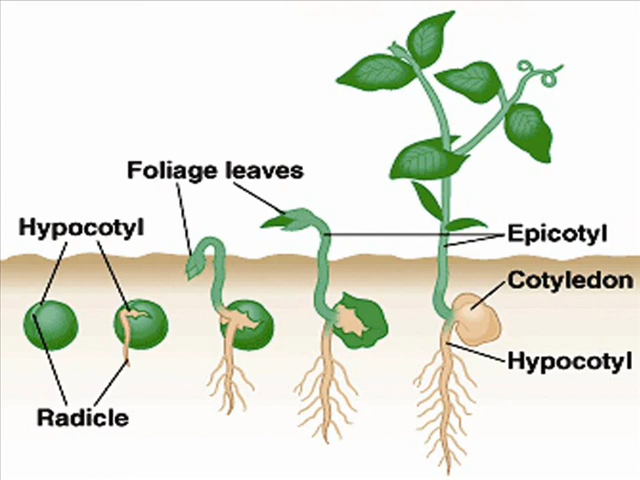 Foliage leaves
Hypocotyl
Epicotyl
Cotyledon
Hypocotyl
Radicle